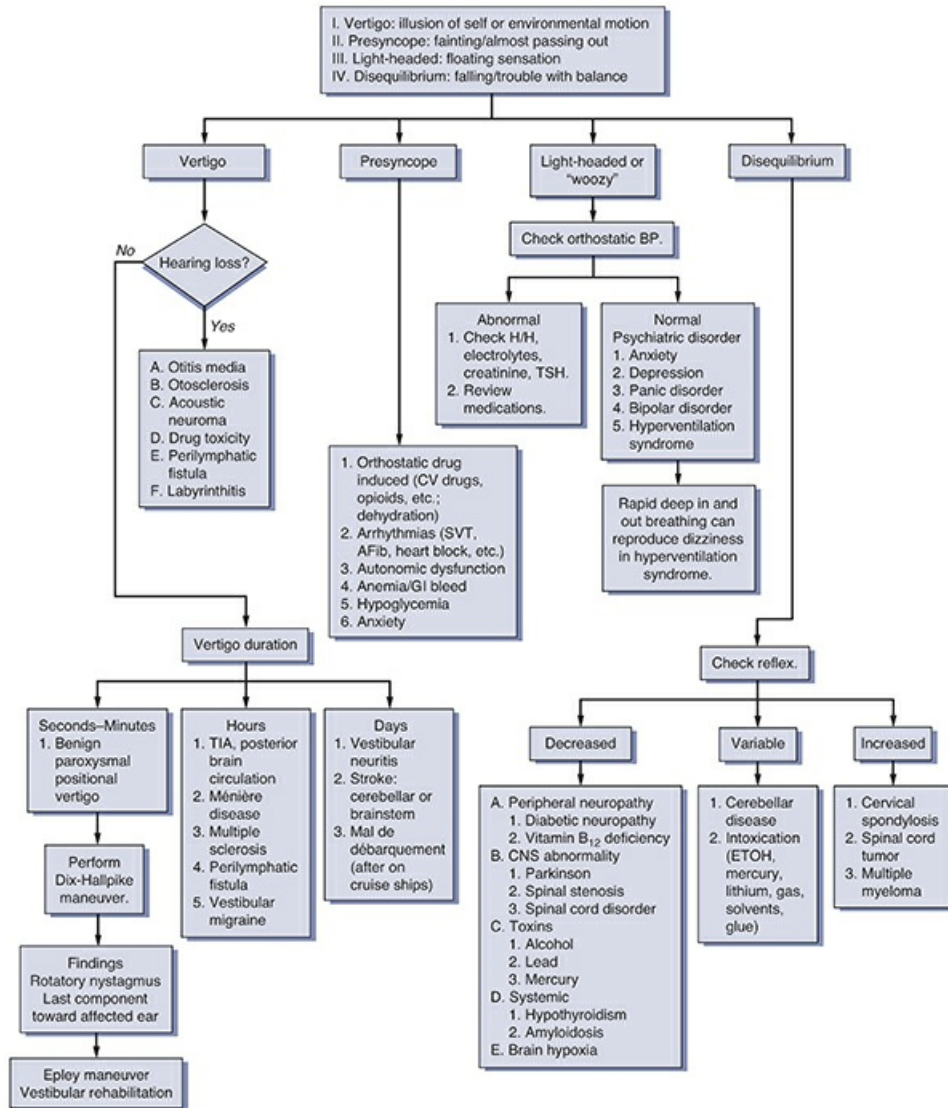 I. Vertigo: illusion of self or environmental motion
II. Presyncope: fainting/almost passing out
III. Light-headed: floating sensation
IV. Disequilibrium: falling/trouble with balance
Vertigo
Presyncope
Light-headed or
“woozy”
Disequilibrium
No
Hearing loss?
Yes
Check orthostatic BP.
A. Otitis media
B. Otosclerosis
C. Acoustic
neuroma
D. Drug toxicity
E. Perilymphatic
fistula
F. Labyrinthitis
Abnormal
1. Check H/H,
electrolytes,
creatinine, TSH.
2. Review
medications.
Normal
Psychiatric disorder
1. Anxiety
2. Depression
3. Panic disorder
4. Bipolar disorder
5. Hyperventilation
syndrome
1. Orthostatic drug
induced (CV drugs,
opioids, etc.;
dehydration)
2. Arrhythmias (SVT,
AFib, heart block, etc.)
3. Autonomic dysfunction
4. Anemia/GI bleed
5. Hypoglycemia
6. Anxiety
Rapid deep in and
out breathing can
reproduce dizziness
in hyperventilation
syndrome.
Vertigo duration
Check reflex.
Seconds–Minutes
1. Benign
paroxysmal
positional
vertigo
Hours
1. TIA, posterior
brain
circulation
2. Ménière
disease
3. Multiple
sclerosis
4. Perilymphatic
fistula
5. Vestibular
migraine
Days
1. Vestibular
neuritis
2. Stroke:
cerebellar or
brainstem
3. Mal de
débarquement
(after on
cruise ships)
Perform
Dix-Hallpike
maneuver.
Findings
Rotatory nystagmus
Last component
toward affected ear
Epley maneuver
Vestibular rehabilitation
Decreased
Variable
Increased
A. Peripheral neuropathy
1. Diabetic neuropathy
2. Vitamin B₁₂ deficiency
B. CNS abnormality
1. Parkinson
2. Spinal stenosis
3. Spinal cord disorder
C. Toxins
1. Alcohol
2. Lead
3. Mercury
D. Systemic
1. Hypothyroidism
2. Amyloidosis
E. Brain hypoxia
1. Cerebellar
disease
2. Intoxication
(ETOH,
mercury,
lithium, gas,
solvents,
glue)
1. Cervical
spondylosis
2. Spinal cord
tumor
3. Multiple
myeloma